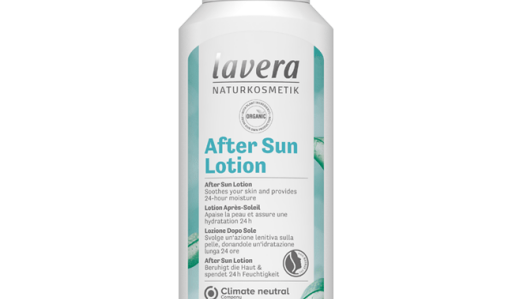 lavera
NATURKOSMETIK
ORGANIC
After Sun
Lotion
After Sun Lotion
Soothes your skin and provides
24-hour moisture
Lotion Après-Soleil
Apaise la peau et assure une
hydratation 24 h
Lozione Dopo Sole
Svolge un'azione lenitiva sulla
pelle, donandole un'idratazione
lunga 24 ore
After Sun Lotion
Beruhigt die Haut &
spendet 24 h Feuchtigkeit
Climate neutral
Company